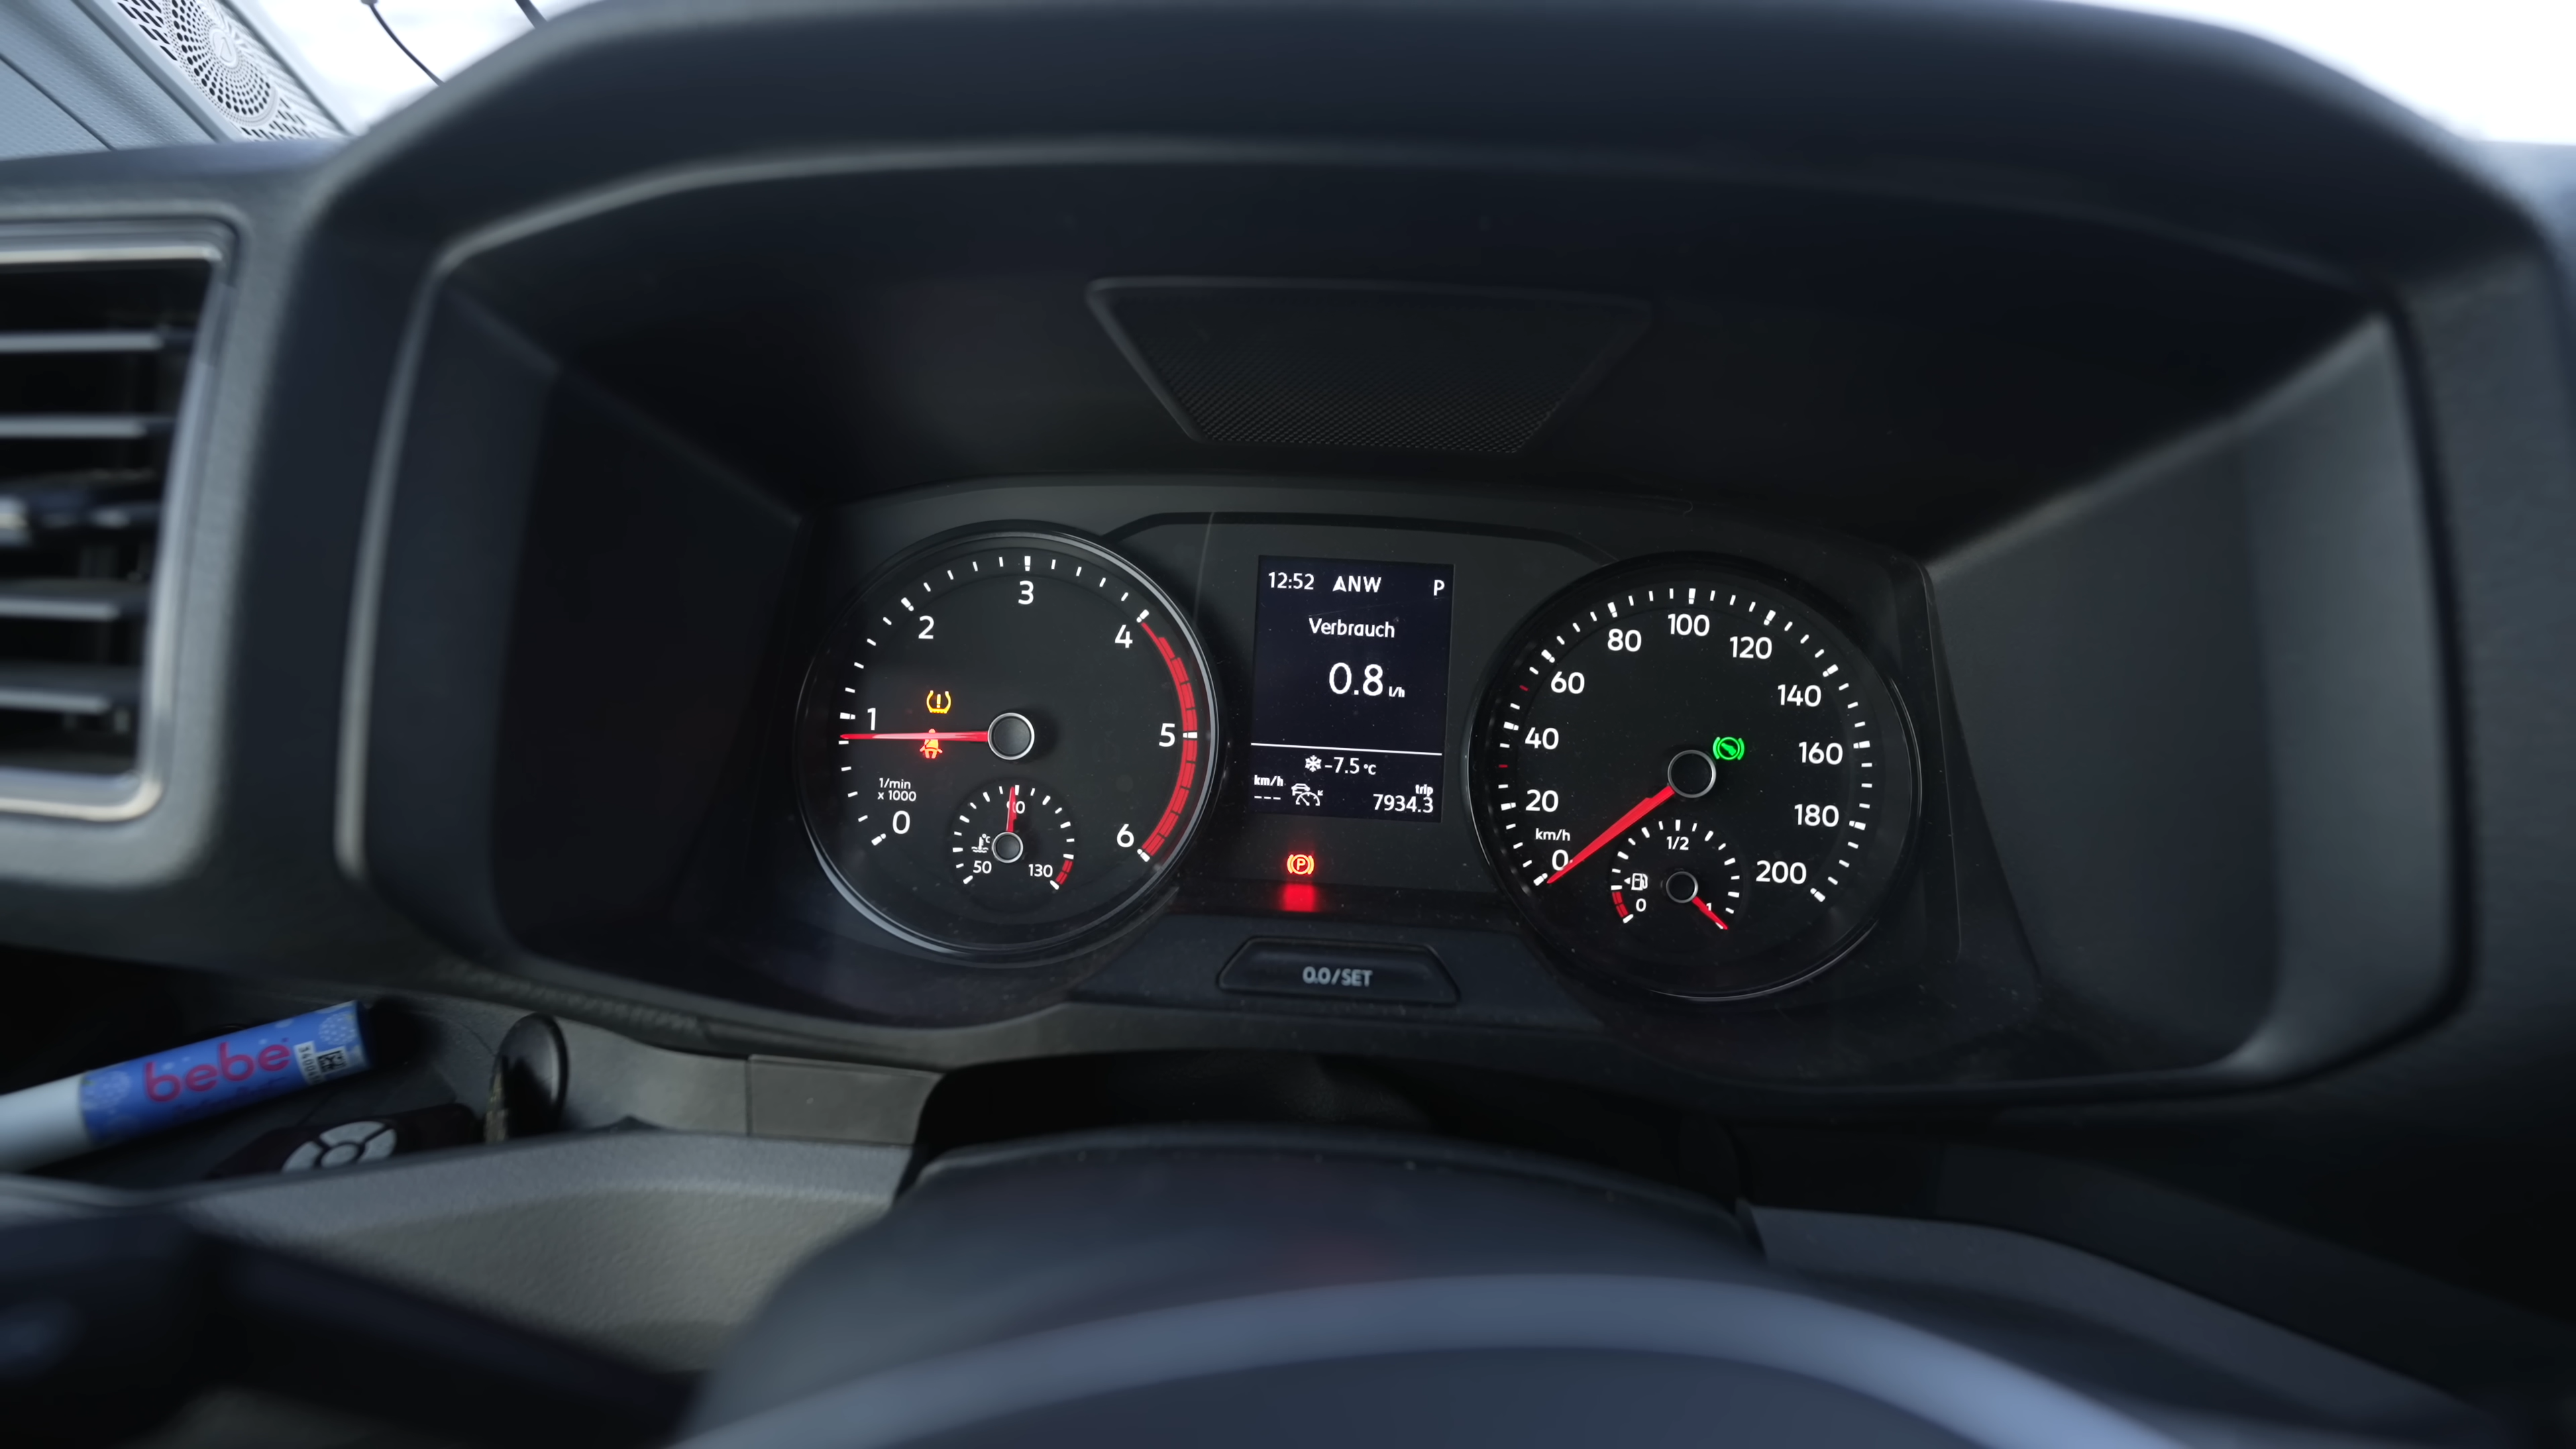 3
2
4
1
5
1/min
x 1000
0
6
90
°C
50
130
12:52 ANW P
Verbrauch
0.8 l/h
-7.5 °C
km/h
---
trip
7934.3
P
0.0/SET
100
80
120
60
140
40
160
20
180
km/h
0
200
1/2
0
1
bebe